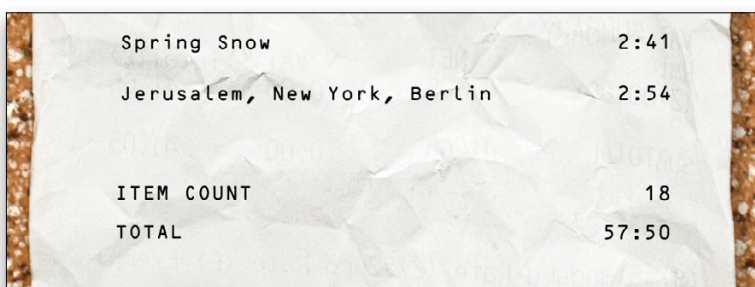 Spring Snow 2:41
Jerusalem, New York, Berlin 2:54
ITEM COUNT 18
TOTAL 57:50